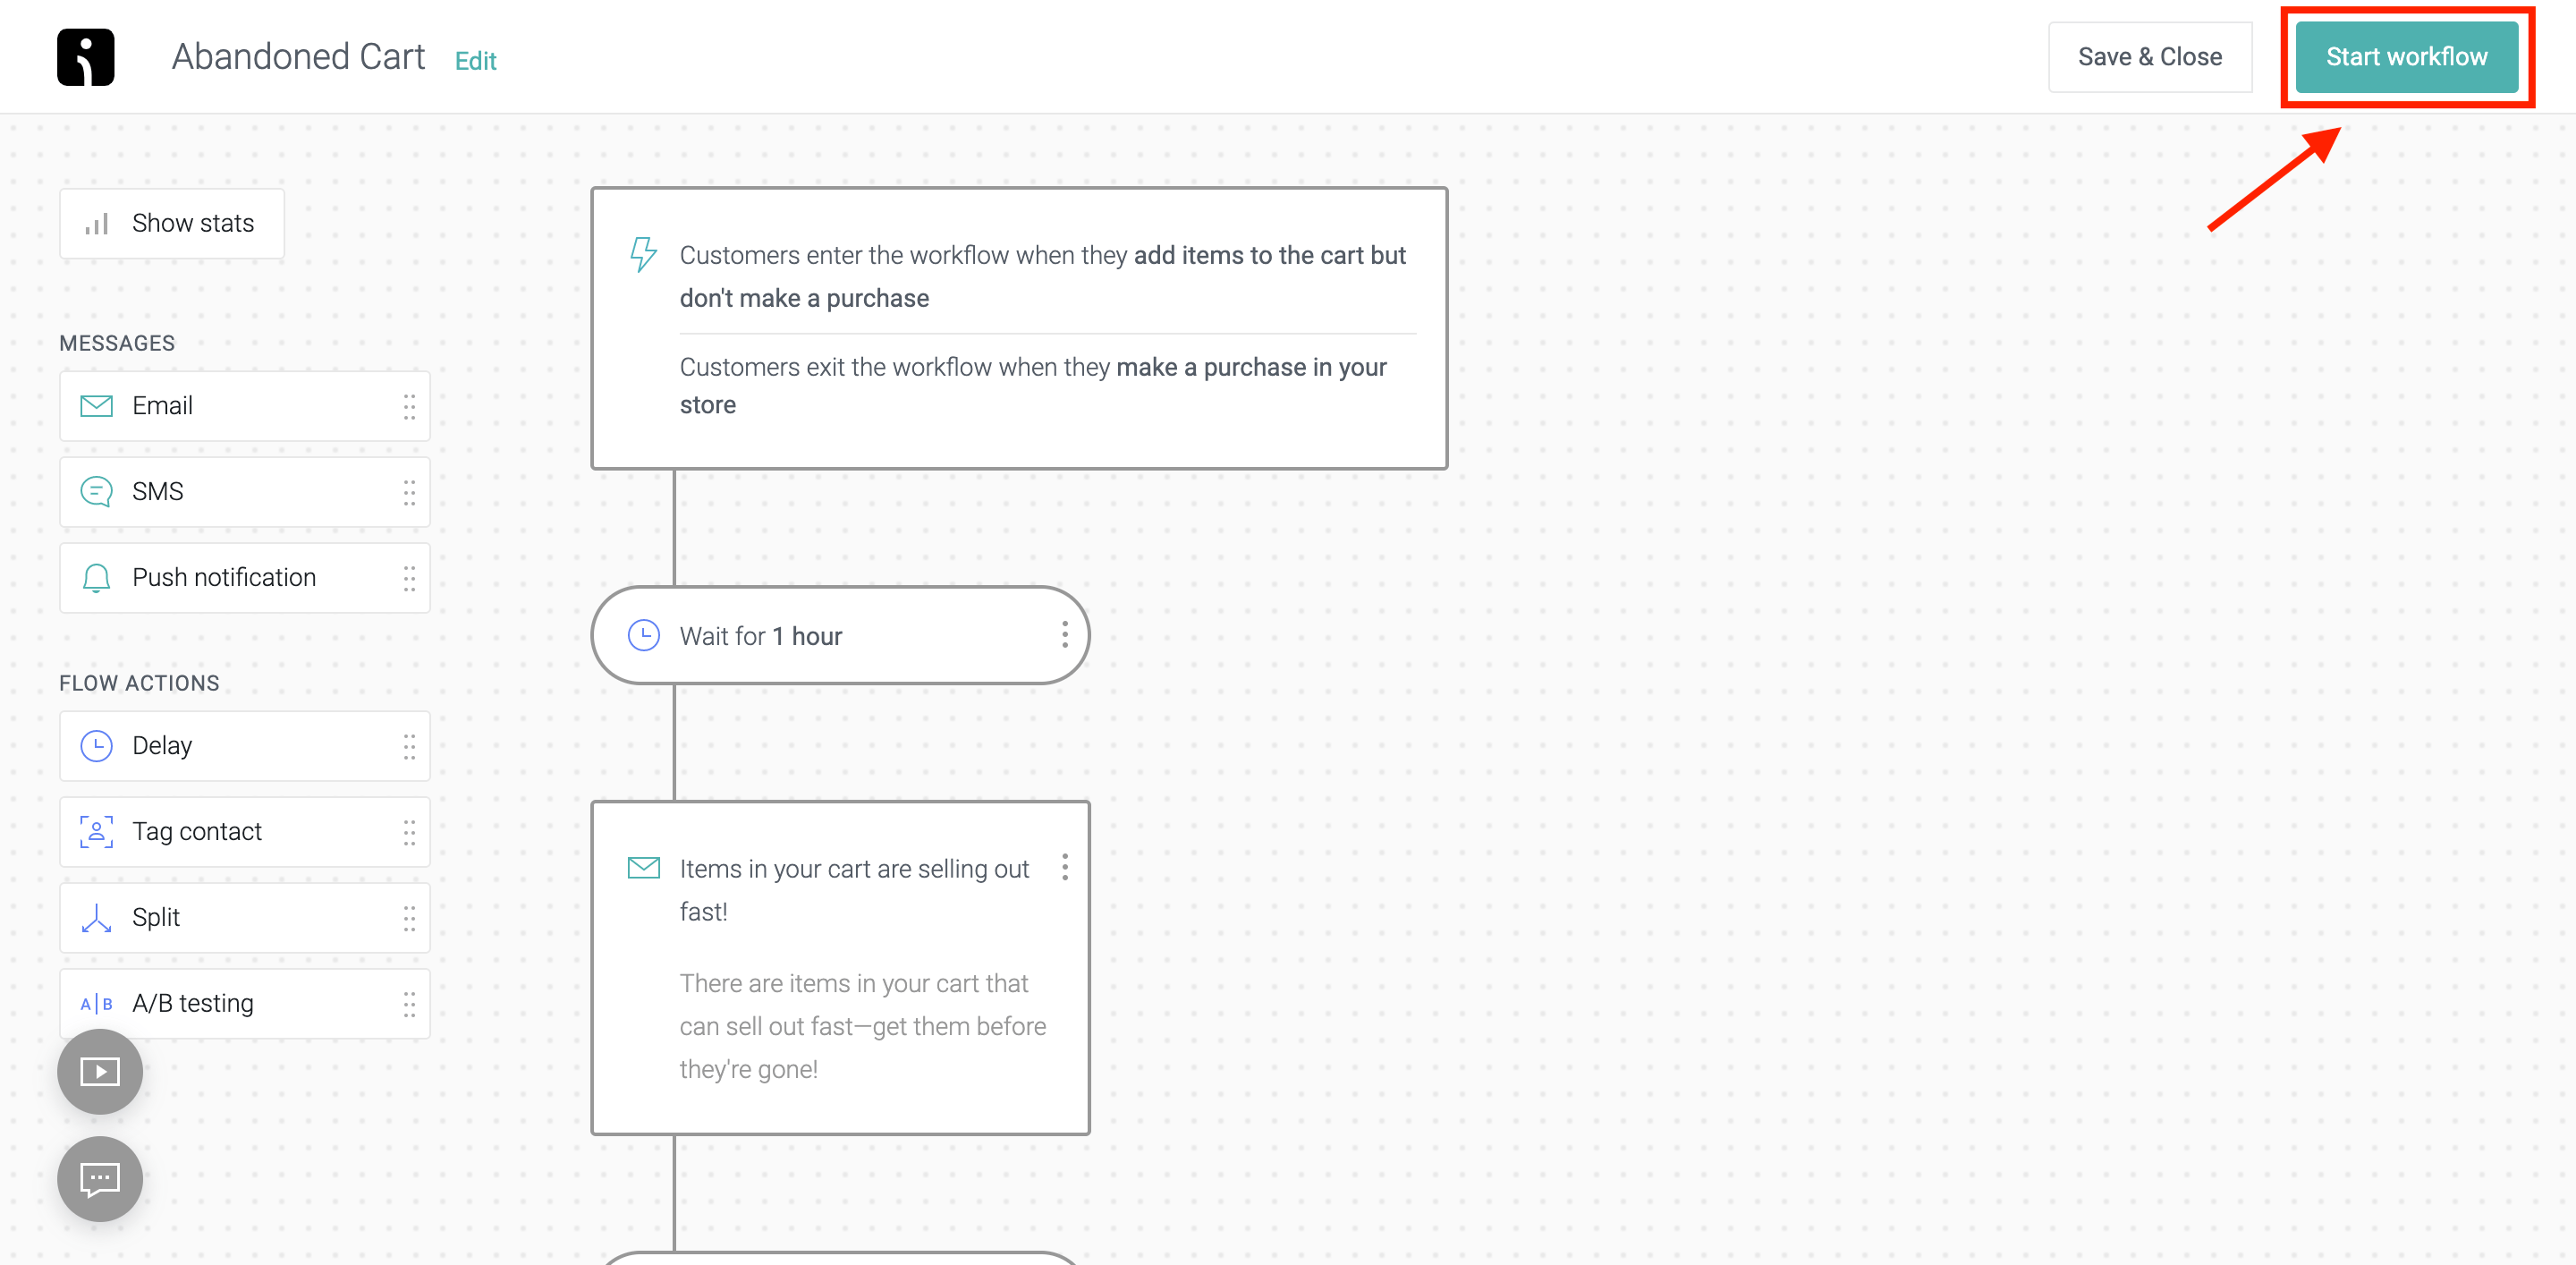 Abandoned Cart Edit
Save & Close
Start workflow
Show stats
MESSAGES
Email
SMS
Push notification
FLOW ACTIONS
Delay
Tag contact
Split
A|B A/B testing
Customers enter the workflow when they add items to the cart but
don't make a purchase
Customers exit the workflow when they make a purchase in your
store
Wait for 1 hour
Items in your cart are selling out
fast!
There are items in your cart that
can sell out fast—get them before
they're gone!